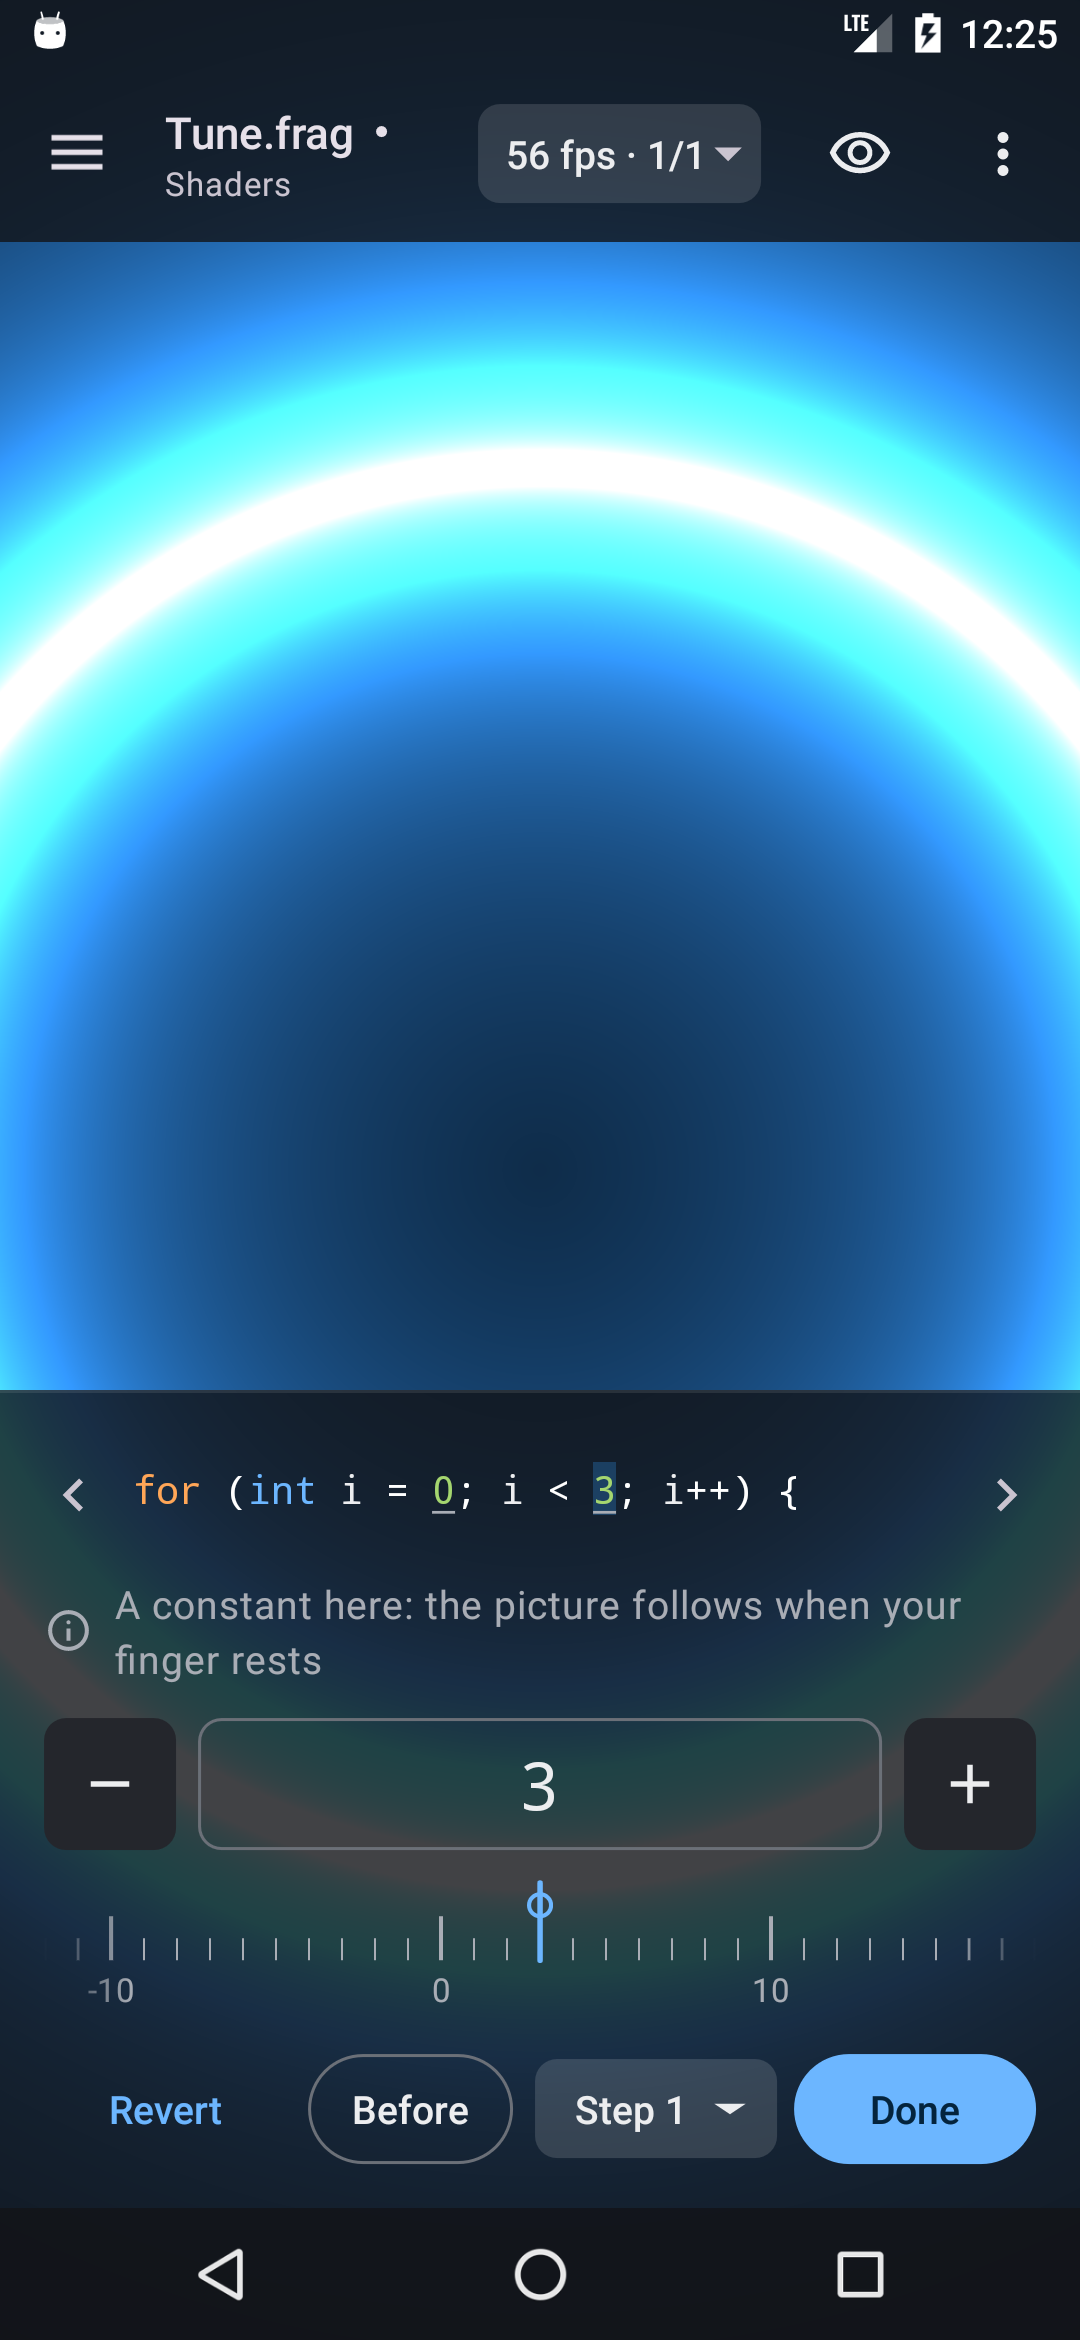 LTE 12:25
Tune.frag •
Shaders
56 fps · 1/1
for (int i = 0; i < 3; i++) {
A constant here: the picture follows when your
finger rests
3
-10 0 10
Revert Before Step 1 Done